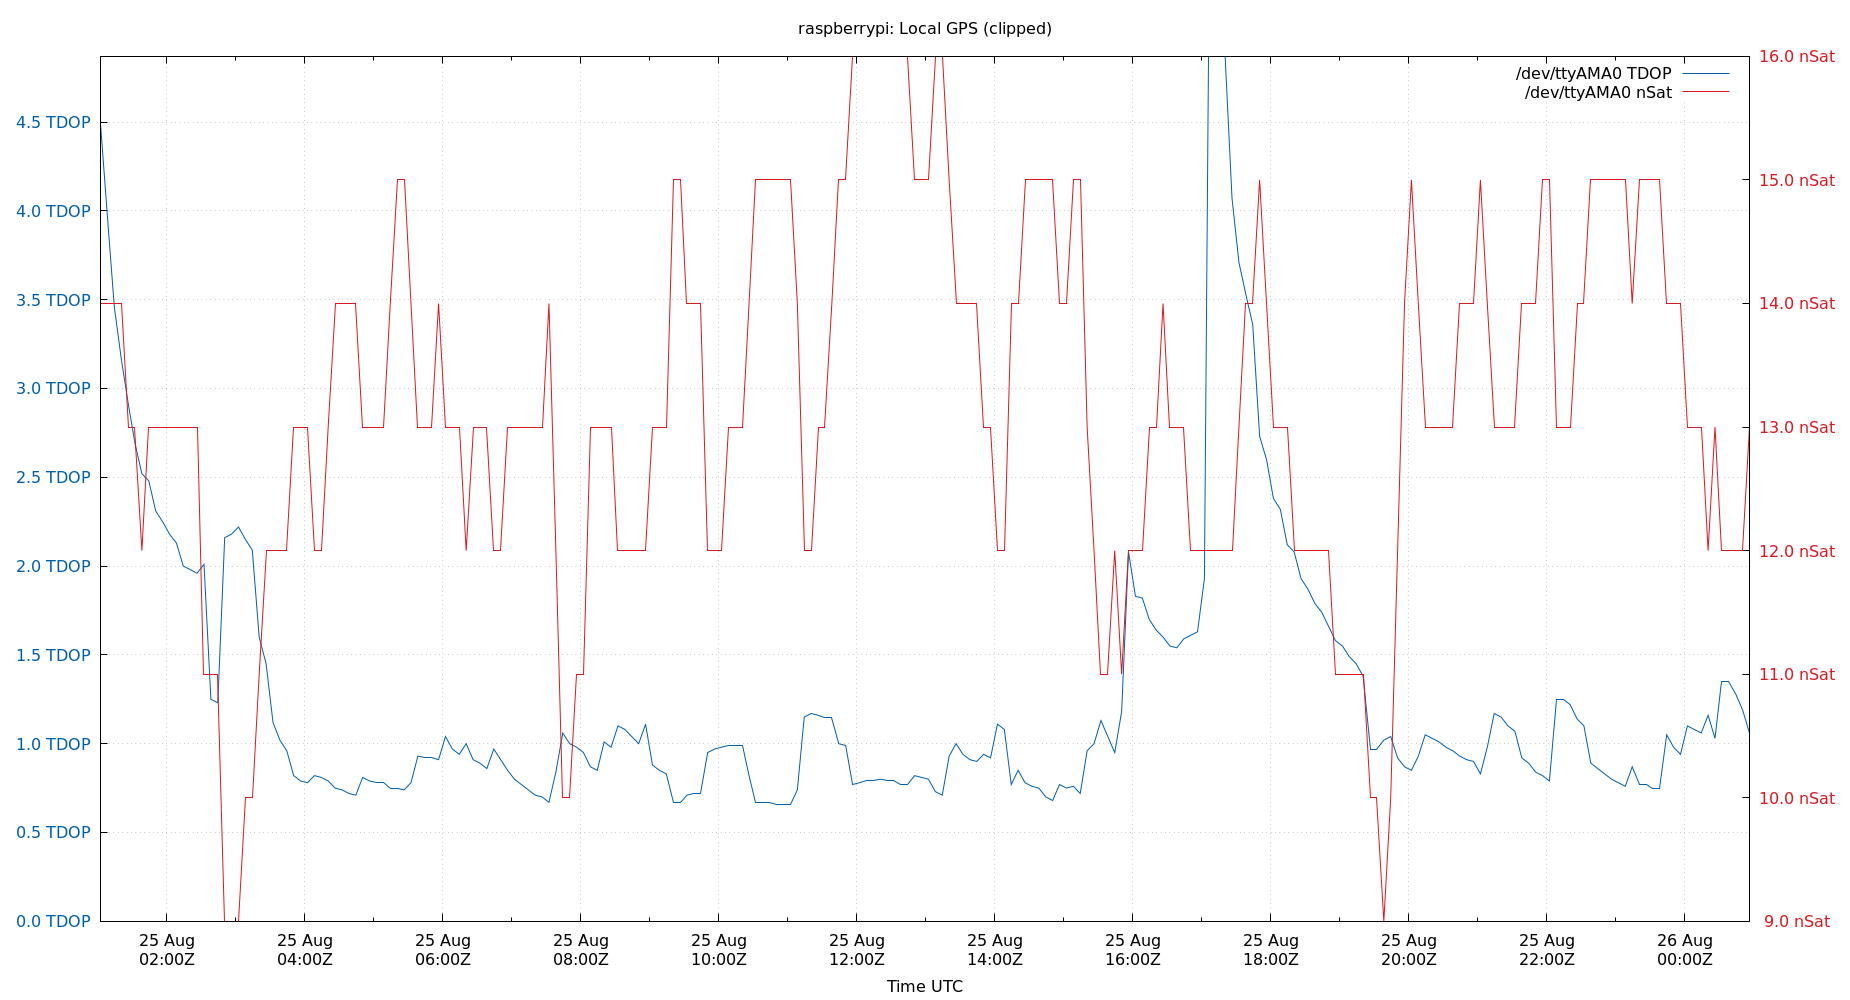 raspberrypi: Local GPS (clipped)
/dev/ttyAMA0 TDOP
/dev/ttyAMA0 nSat
4.5 TDOP
4.0 TDOP
3.5 TDOP
3.0 TDOP
2.5 TDOP
2.0 TDOP
1.5 TDOP
1.0 TDOP
0.5 TDOP
0.0 TDOP
16.0 nSat
15.0 nSat
14.0 nSat
13.0 nSat
12.0 nSat
11.0 nSat
10.0 nSat
9.0 nSat
25 Aug 25 Aug 25 Aug 25 Aug 25 Aug 25 Aug 25 Aug 25 Aug 25 Aug 25 Aug 25 Aug 26 Aug
02:00Z 04:00Z 06:00Z 08:00Z 10:00Z 12:00Z 14:00Z 16:00Z 18:00Z 20:00Z 22:00Z 00:00Z
Time UTC